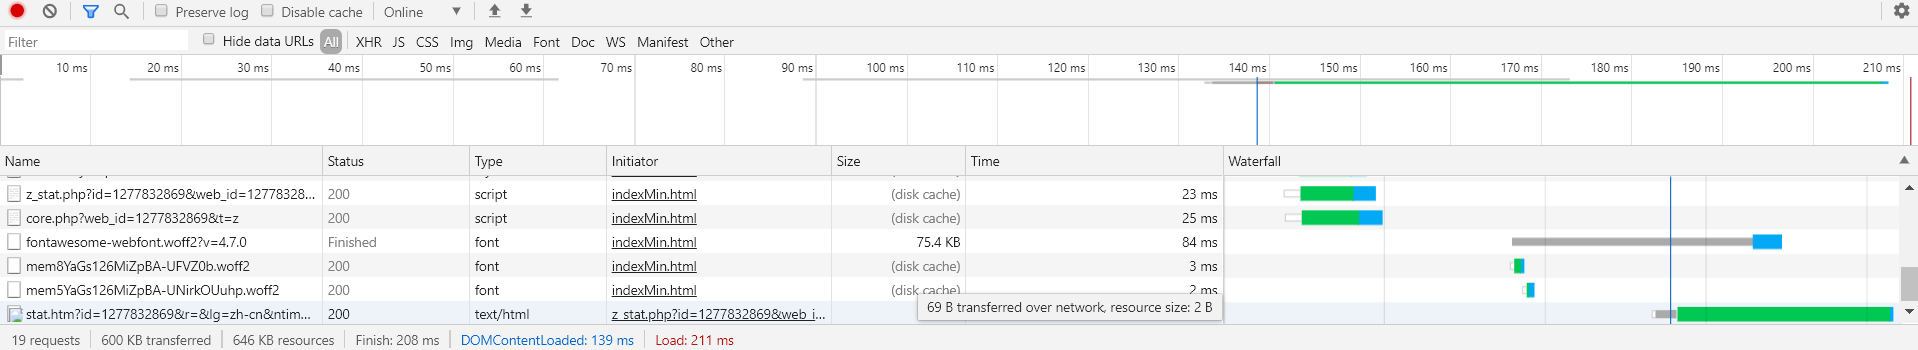 Preserve log Disable cache Online
Filter Hide data URLs All XHR JS CSS Img Media Font Doc WS Manifest Other
10 ms 20 ms 30 ms 40 ms 50 ms 60 ms 70 ms 80 ms 90 ms 100 ms 110 ms 120 ms 130 ms 140 ms 150 ms 160 ms 170 ms 180 ms 190 ms 200 ms 210 ms
Name Status Type Initiator Size Time Waterfall
z_stat.php?id=1277832869&web_id=12778328... 200 script indexMin.html (disk cache) 23 ms
core.php?web_id=1277832869&t=z 200 script indexMin.html (disk cache) 25 ms
fontawesome-webfont.woff2?v=4.7.0 Finished font indexMin.html 75.4 KB 84 ms
mem8YaGs126MiZpBA-UFVZ0b.woff2 200 font indexMin.html (disk cache) 3 ms
mem5YaGs126MiZpBA-UNirkOUuhp.woff2 200 font indexMin.html (disk cache) 2 ms
69 B transferred over network, resource size: 2 B
stat.htm?id=1277832869&r=&lg=zh-cn&ntim... 200 text/html z_stat.php?id=1277832869&web_i...
19 requests 600 KB transferred 646 KB resources Finish: 208 ms DOMContentLoaded: 139 ms Load: 211 ms